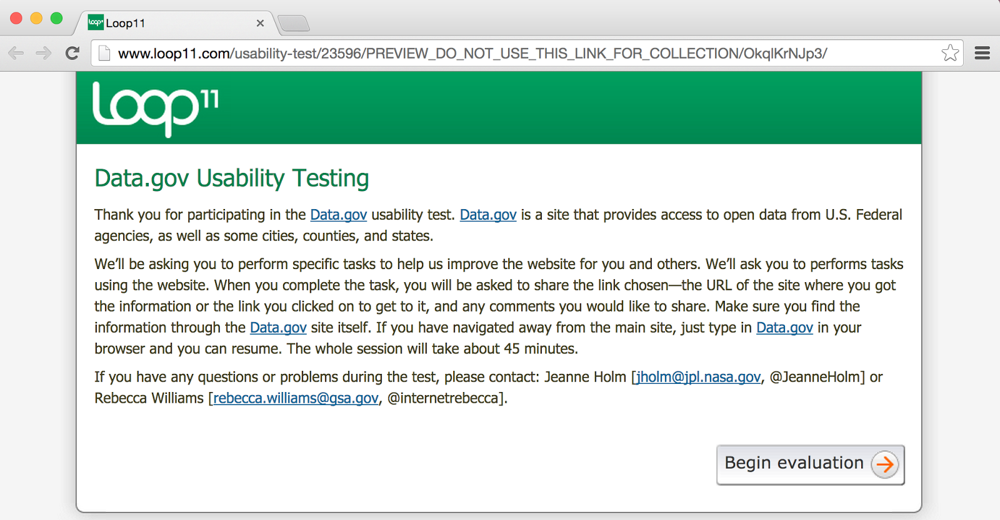 Loop11
www.loop11.com/usability-test/23596/PREVIEW_DO_NOT_USE_THIS_LINK_FOR_COLLECTION/OkqlKrNJp3/
Loop11
Data.gov Usability Testing
Thank you for participating in the Data.gov usability test. Data.gov is a site that provides access to open data from U.S. Federal
agencies, as well as some cities, counties, and states.
We’ll be asking you to perform specific tasks to help us improve the website for you and others. We’ll ask you to performs tasks
using the website. When you complete the task, you will be asked to share the link chosen—the URL of the site where you got
the information or the link you clicked on to get to it, and any comments you would like to share. Make sure you find the
information through the Data.gov site itself. If you have navigated away from the main site, just type in Data.gov in your
browser and you can resume. The whole session will take about 45 minutes.
If you have any questions or problems during the test, please contact: Jeanne Holm [jholm@jpl.nasa.gov, @JeanneHolm] or
Rebecca Williams [rebecca.williams@gsa.gov, @internetrebecca].
Begin evaluation